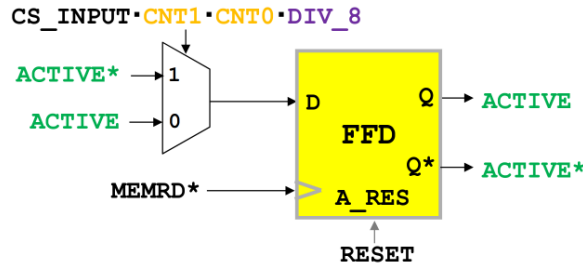 CS_INPUT·CNT1·CNT0·DIV_8
ACTIVE* 1
ACTIVE 0
D Q ACTIVE
FFD
Q* ACTIVE*
MEMRD* A_RES
RESET